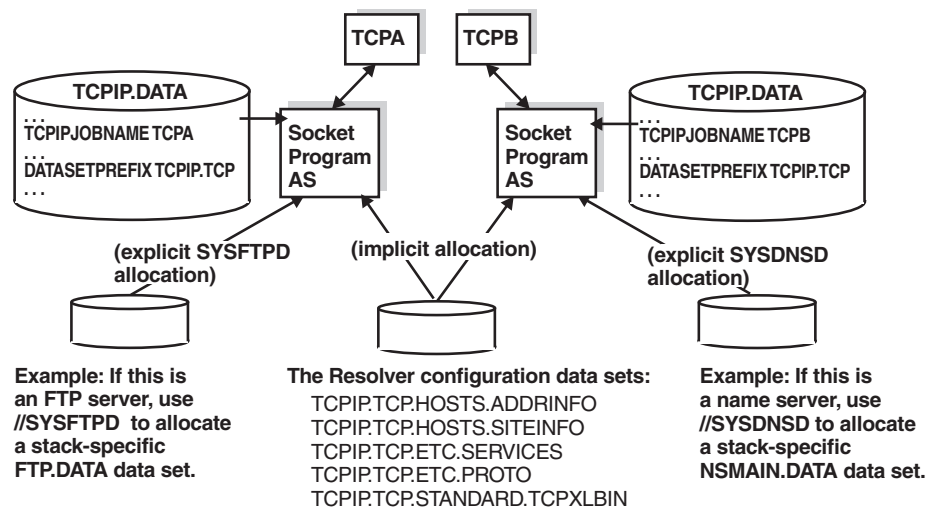 TCPA
TCPB
TCPIP.DATA
. . .
TCPIPJOBNAME TCPA
. . .
DATASETPREFIX TCPIP.TCP
. . .
Socket
Program
AS
Socket
Program
AS
TCPIP.DATA
. . .
TCPIPJOBNAME TCPB
. . .
DATASETPREFIX TCPIP.TCP
. . .
(explicit SYSFTPD
allocation)
(implicit allocation)
(explicit SYSDNSD
allocation)
Example: If this is
an FTP server, use
//SYSFTPD to allocate
a stack-specific
FTP.DATA data set.
The Resolver configuration data sets:
TCPIP.TCP.HOSTS.ADDRINFO
TCPIP.TCP.HOSTS.SITEINFO
TCPIP.TCP.ETC.SERVICES
TCPIP.TCP.ETC.PROTO
TCPIP.TCP.STANDARD.TCPXLBIN
Example: If this is
a name server, use
//SYSDNSD to allocate
a stack-specific
NSMAIN.DATA data set.